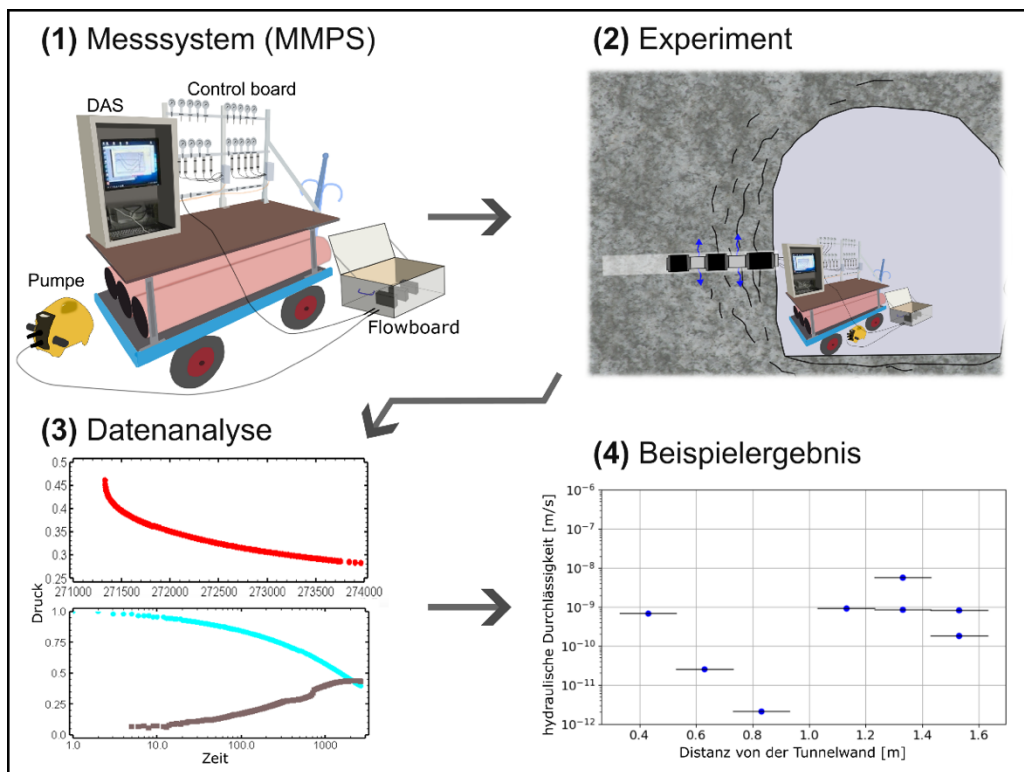 (1) Messsystem (MMPS)
DAS
Control board
Pumpe
Flowboard
(2) Experiment
(3) Datenanalyse
Druck
0.5
0.45
0.4
0.35
0.3
0.25
271000 271500 272000 272500 273000 273500 274000
1.0
0.75
0.5
0.25
0.0
1.0 10.0 100.0 1000
Zeit
(4) Beispielergebnis
hydraulische Durchlässigkeit [m/s]
10⁻⁶
10⁻⁷
10⁻⁸
10⁻⁹
10⁻¹⁰
10⁻¹¹
10⁻¹²
0.4 0.6 0.8 1.0 1.2 1.4 1.6
Distanz von der Tunnelwand [m]